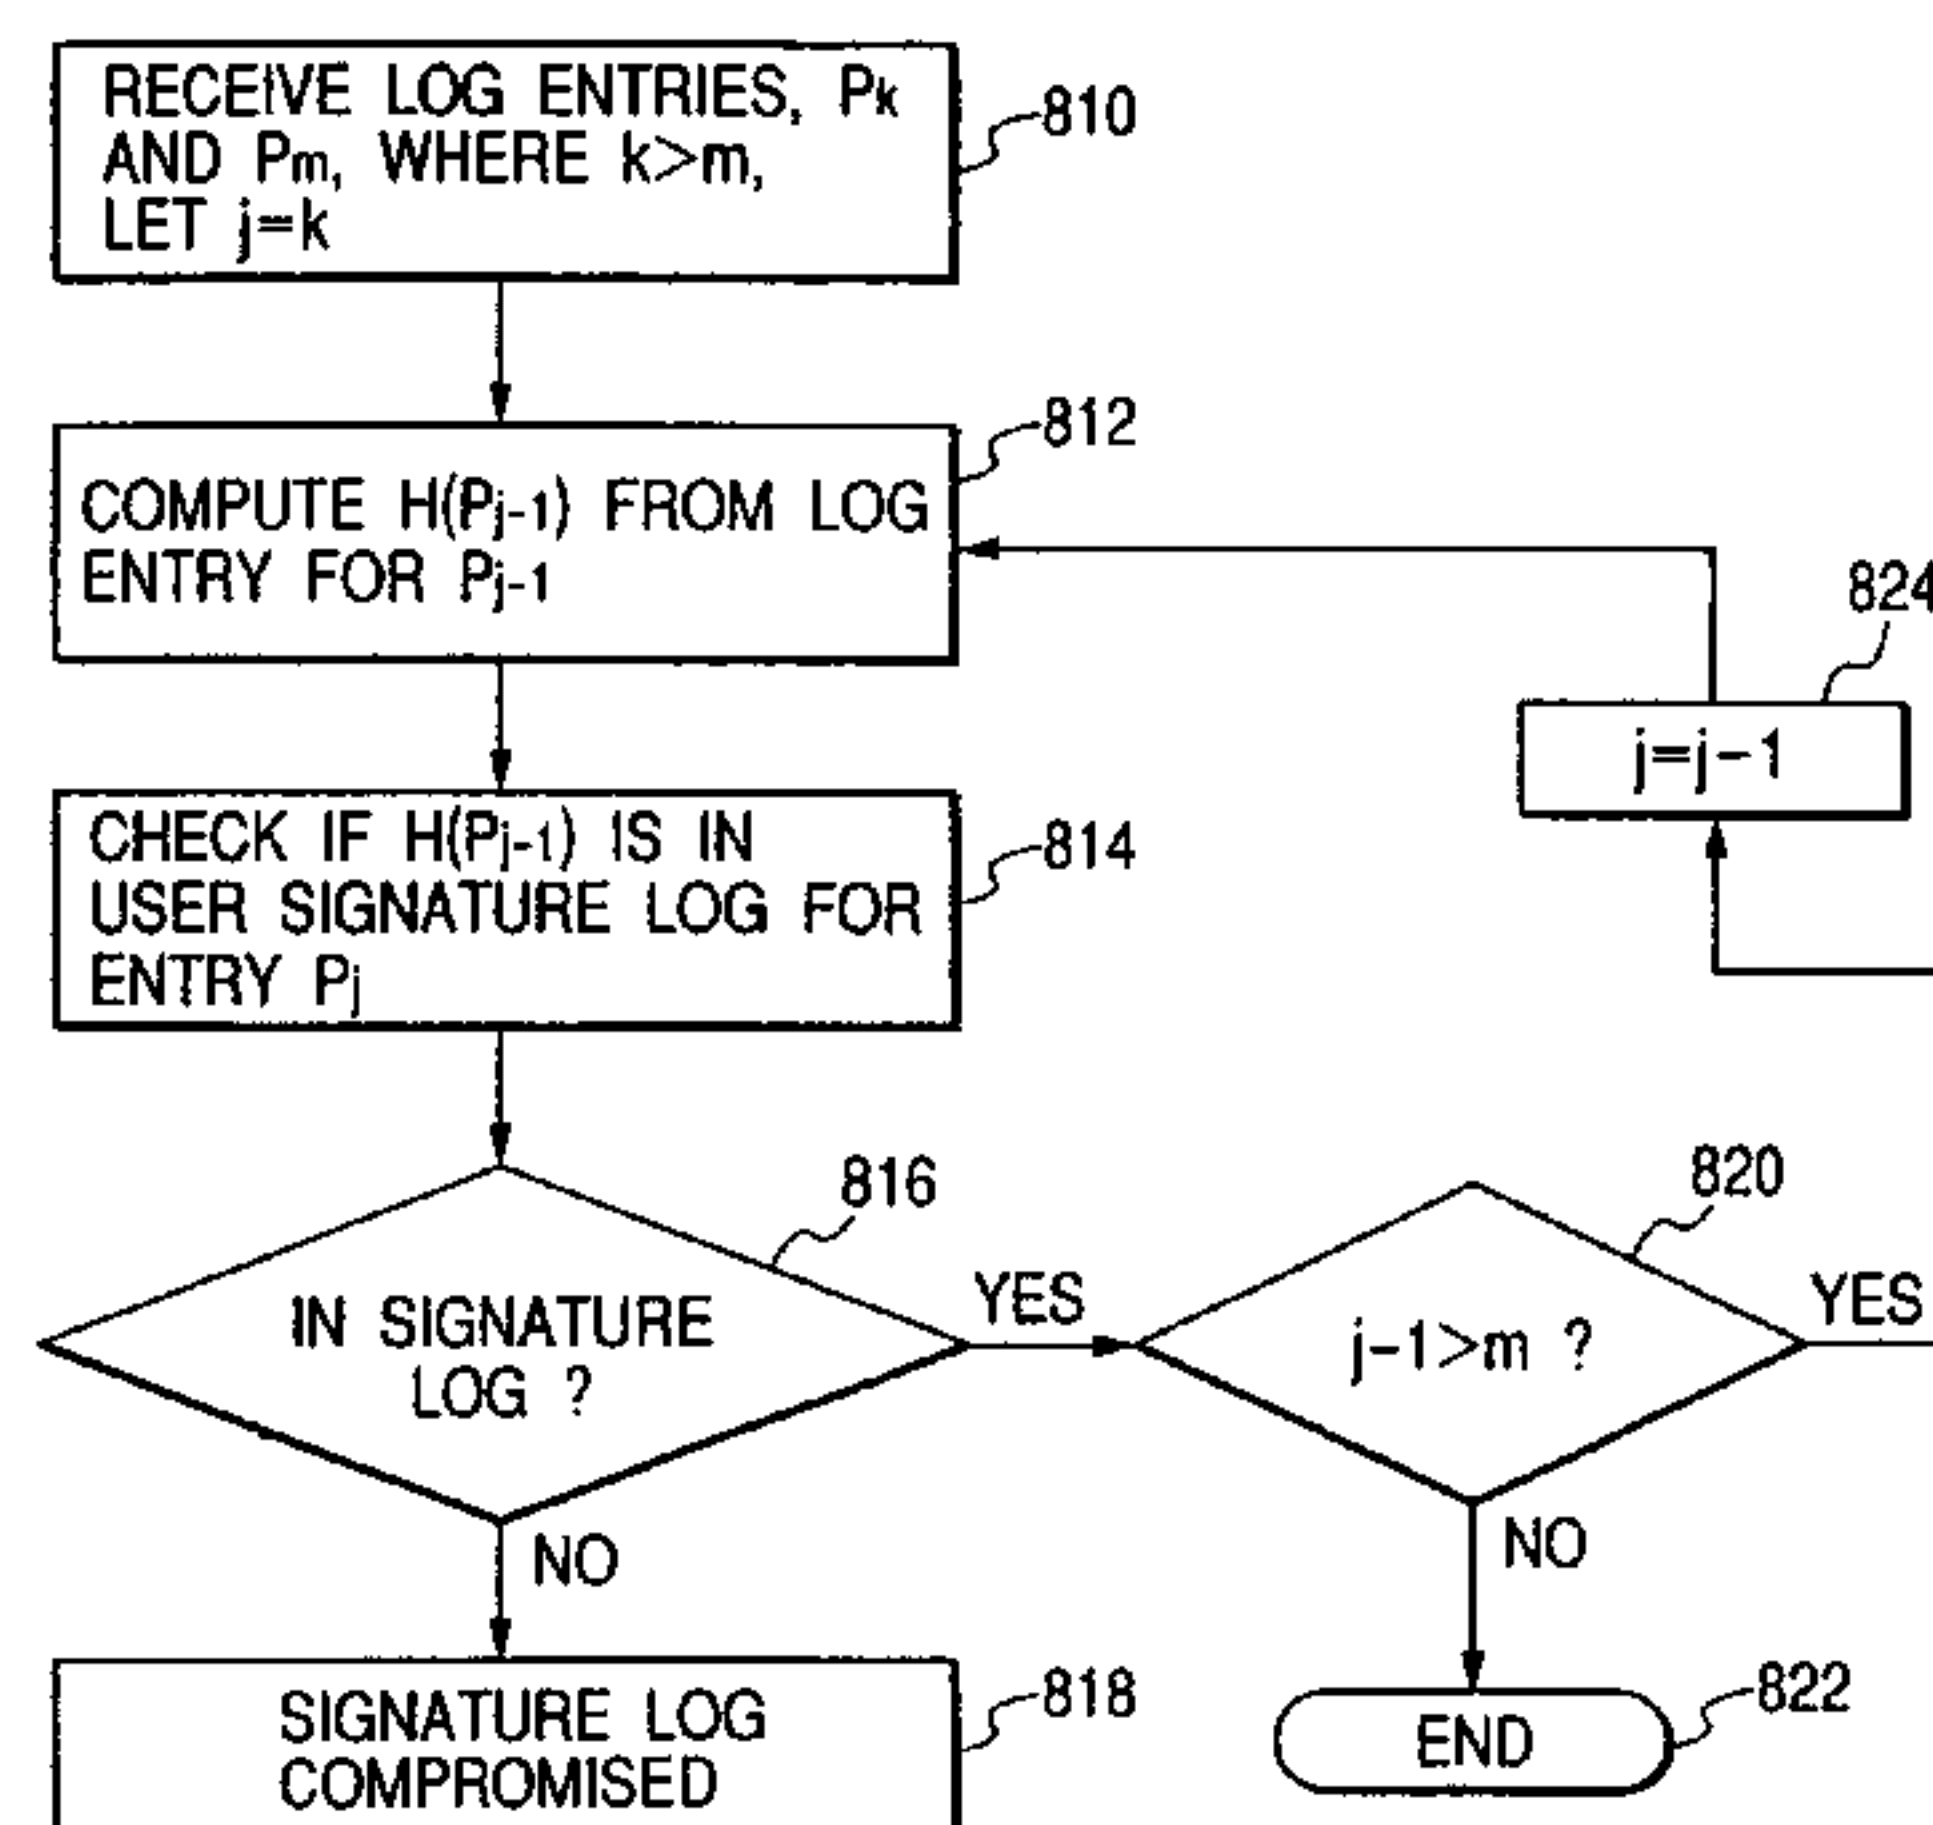 RECEIVE LOG ENTRIES, Pk
AND Pm, WHERE k>m,
LET j=k
810
812
COMPUTE H(Pj-1) FROM LOG
ENTRY FOR Pj-1
824
j=j-1
CHECK IF H(Pj-1) IS IN
USER SIGNATURE LOG FOR
ENTRY Pj
814
816
IN SIGNATURE
LOG ?
YES
820
j-1>m ?
YES
NO
NO
SIGNATURE LOG
COMPROMISED
818
END
822